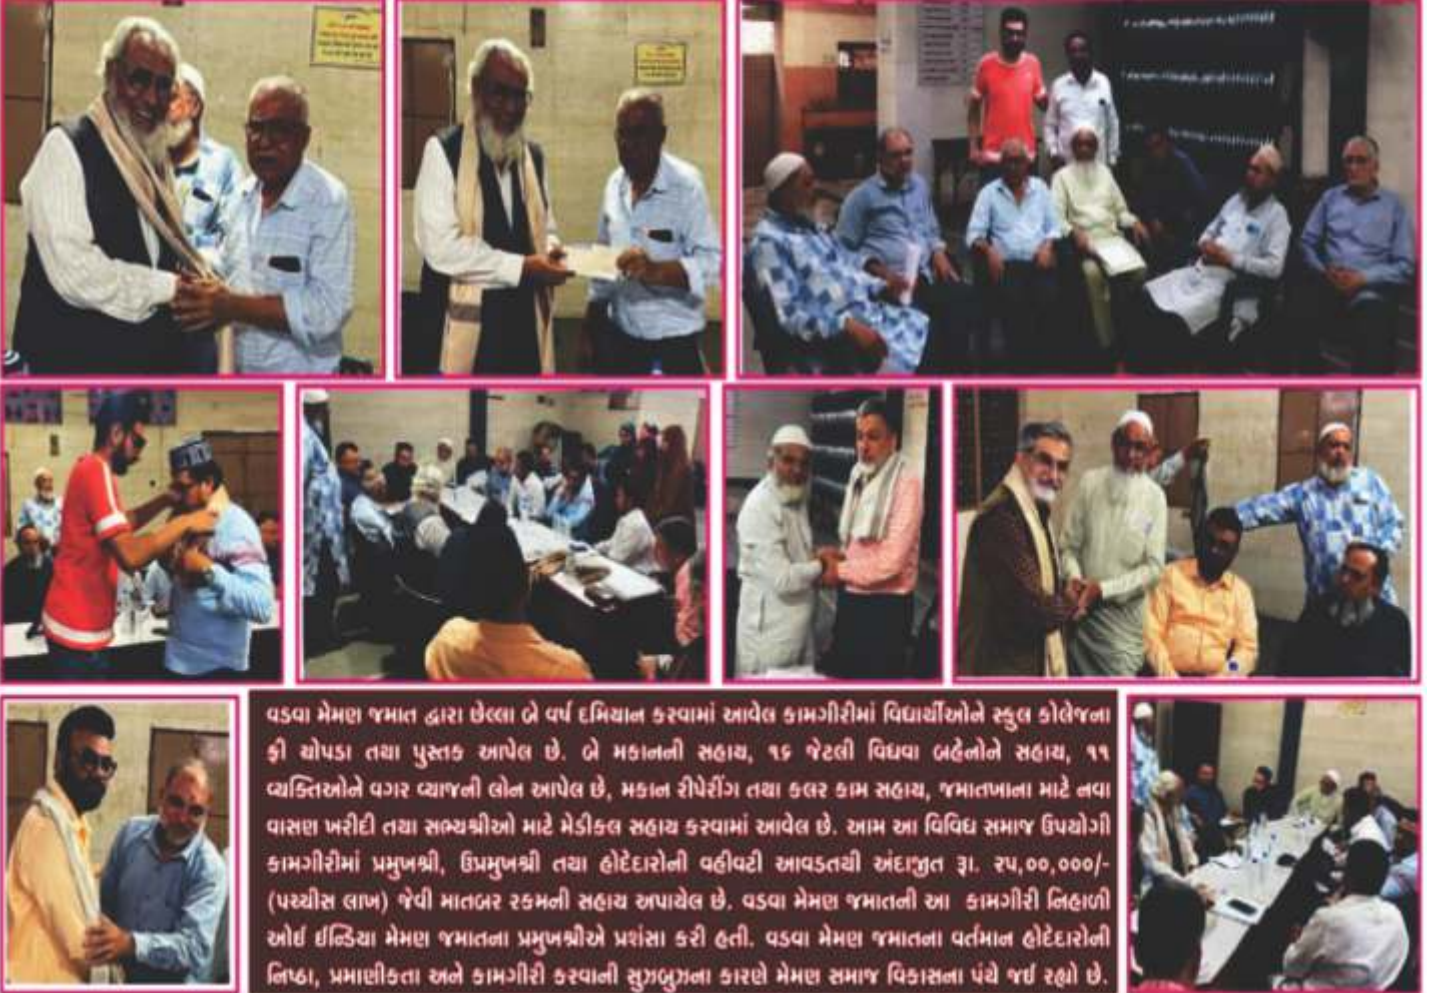 વડવા મેમણ જમાત દ્વારા છેલ્લા બે વર્ષ દમિયાન કરવામાં આવેલ કામગીરીમાં વિદ્યાર્થીઓને સ્કુલ કોલેજના
ફ્રી ચોપડા તથા પુસ્તક આપેલ છે. બે મકાનની સહાય, ૧૬ જેટલી વિધવા બહેનોને સહાય, ૧૧
વ્યક્તિઓને વગર વ્યાજની લોન આપેલ છે, મકાન રીપેરીંગ તથા કલર કામ સહાય, જમાતખાના માટે નવા
વાસણ ખરીદી તથા સભ્યશ્રીઓ માટે મેડીકલ સહાય કરવામાં આવેલ છે. આમ આ વિવિધ સમાજ ઉપયોગી
કામગીરીમાં પ્રમુખશ્રી, ઉપ્રમુખશ્રી તથા હોદેદારોની વહીવટી આવડતથી અંદાજીત રૂા. ૨૫,૦૦,૦૦૦/-
(પચ્ચીસ લાખ) જેવી માતબર રકમની સહાય અપાયેલ છે. વડવા મેમણ જમાતની આ કામગીરી નિહાળી
ઓઈ ઈન્ડિયા મેમણ જમાતના પ્રમુખશ્રીએ પ્રશંસા કરી હતી. વડવા મેમણ જમાતના વર્તમાન હોદેદારોની
નિષ્ઠા, પ્રમાણીકતા અને કામગીરી કરવાની સુઝબુઝના કારણે મેમણ સમાજ વિકાસના પંથે જઈ રહ્યો છે.